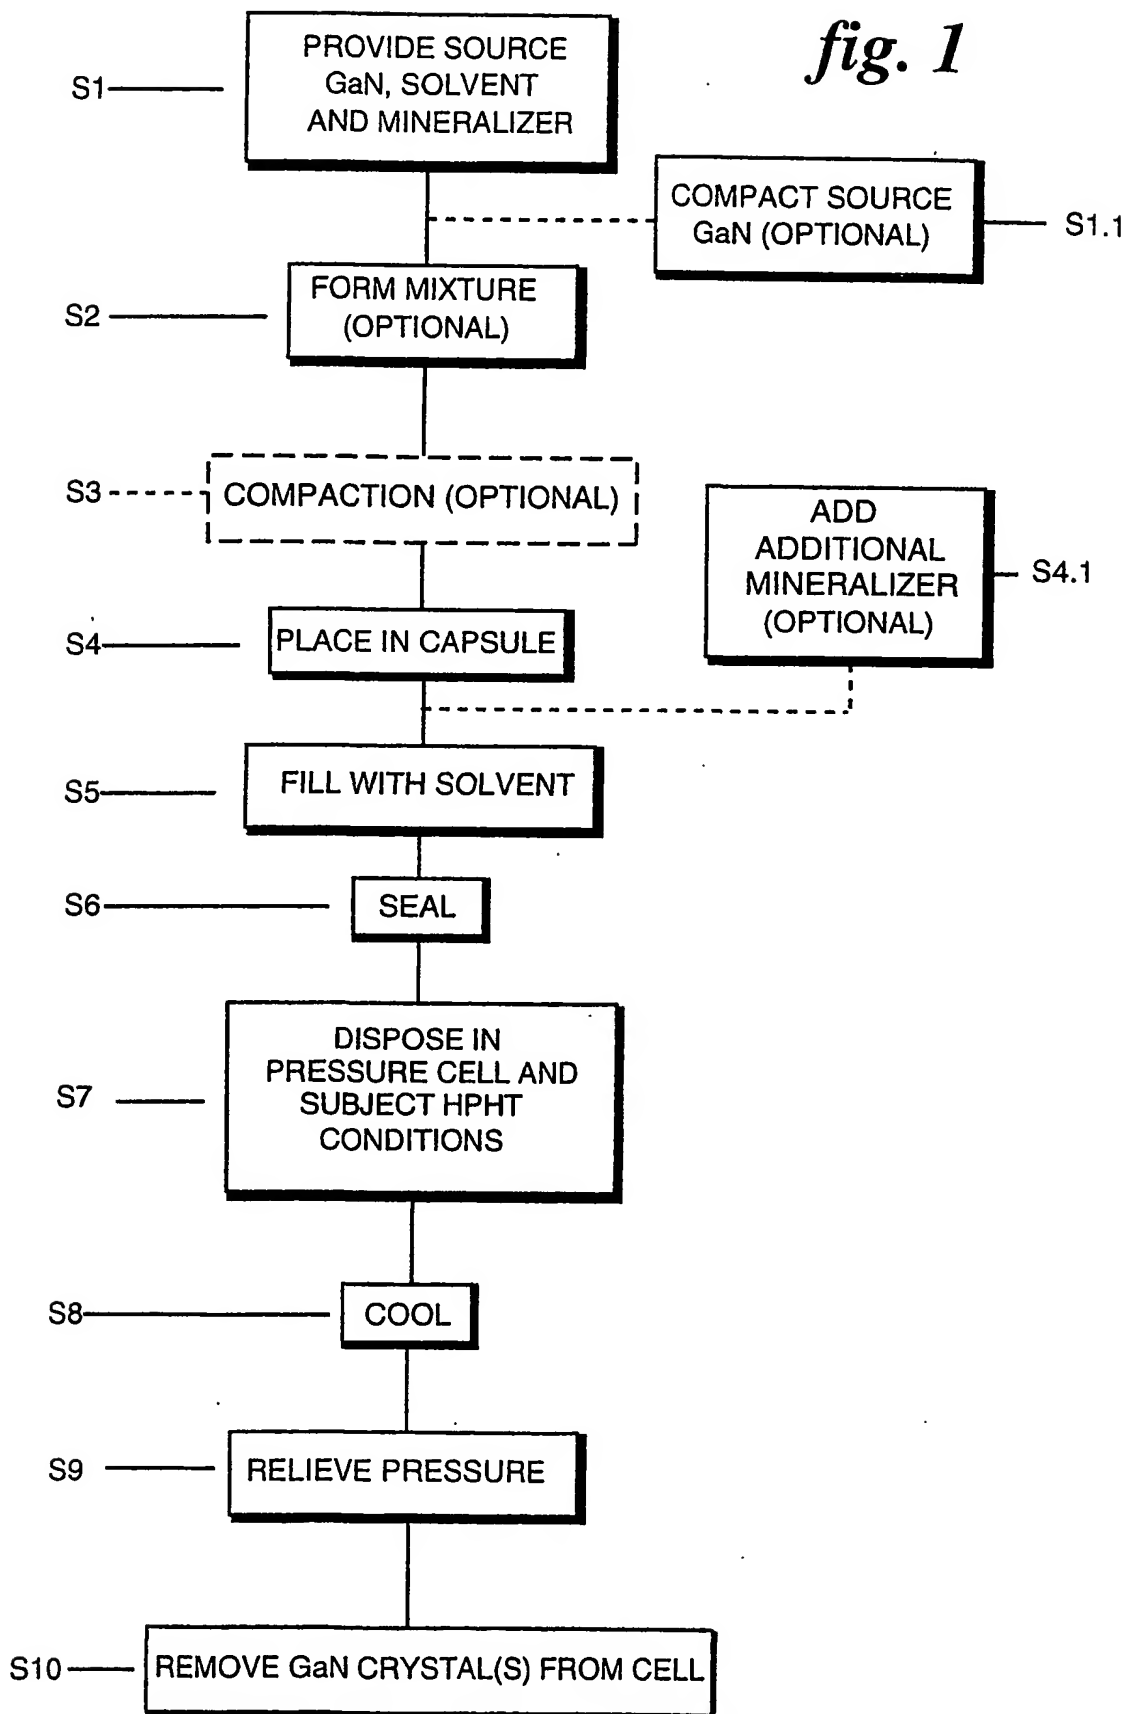 fig. 1
S1
PROVIDE SOURCE
GaN, SOLVENT
AND MINERALIZER
COMPACT SOURCE
GaN (OPTIONAL)
S1.1
S2
FORM MIXTURE
(OPTIONAL)
S3
COMPACTION (OPTIONAL)
ADD
ADDITIONAL
MINERALIZER
(OPTIONAL)
S4.1
S4
PLACE IN CAPSULE
S5
FILL WITH SOLVENT
S6
SEAL
S7
DISPOSE IN
PRESSURE CELL AND
SUBJECT HPHT
CONDITIONS
S8
COOL
S9
RELIEVE PRESSURE
S10
REMOVE GaN CRYSTAL(S) FROM CELL